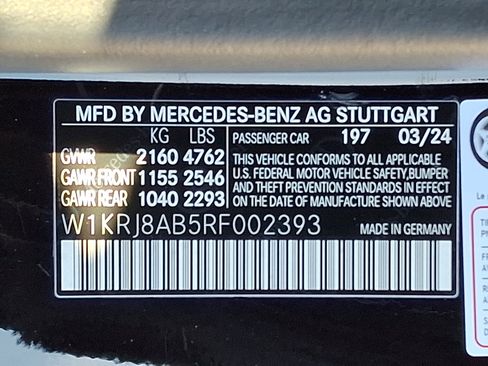 MFD BY MERCEDES-BENZ AG STUTTGART
KG LBS PASSENGER CAR 197 03/24
GVWR 2160 4762 THIS VEHICLE CONFORMS TO ALL APPLICABLE
GAWR FRONT 1155 2546 U.S. FEDERAL MOTOR VEHICLE SAFETY,BUMPER
AND THEFT PREVENTION STANDARDS IN EFFECT
GAWR REAR 1040 2293 ON THE DATE OF MANUFACTURE SHOWN ABOVE
W1KRJ8AB5RF002393 MADE IN GERMANY
Le